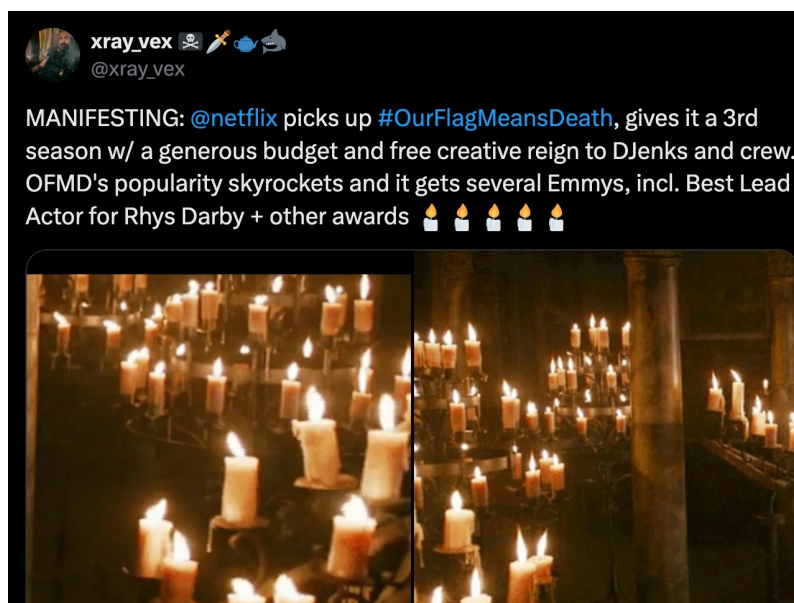 xray_vex ☠️🗡️🫖🦈
@xray_vex
MANIFESTING: @netflix picks up #OurFlagMeansDeath, gives it a 3rd
season w/ a generous budget and free creative reign to DJenks and crew.
OFMD's popularity skyrockets and it gets several Emmys, incl. Best Lead
Actor for Rhys Darby + other awards 🕯️🕯️🕯️🕯️🕯️